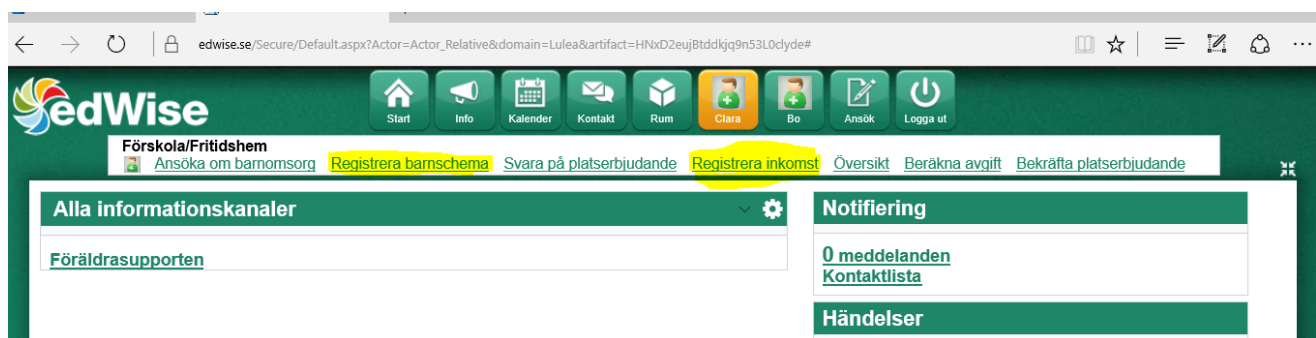 edwise.se/Secure/Default.aspx?Actor=Actor_Relative&domain=Lulea&artifact=HNxD2eujBtddkjq9n53L0clyde#
edWise
Start Info Kalender Kontakt Rum Clara Bo Ansök Logga ut
Förskola/Fritidshem
Ansöka om barnomsorg Registrera barnschema Svara på platserbjudande Registrera inkomst Översikt Beräkna avgift Bekräfta platserbjudande
Alla informationskanaler
Föräldrasupporten
Notifiering
0 meddelanden
Kontaktlista
Händelser